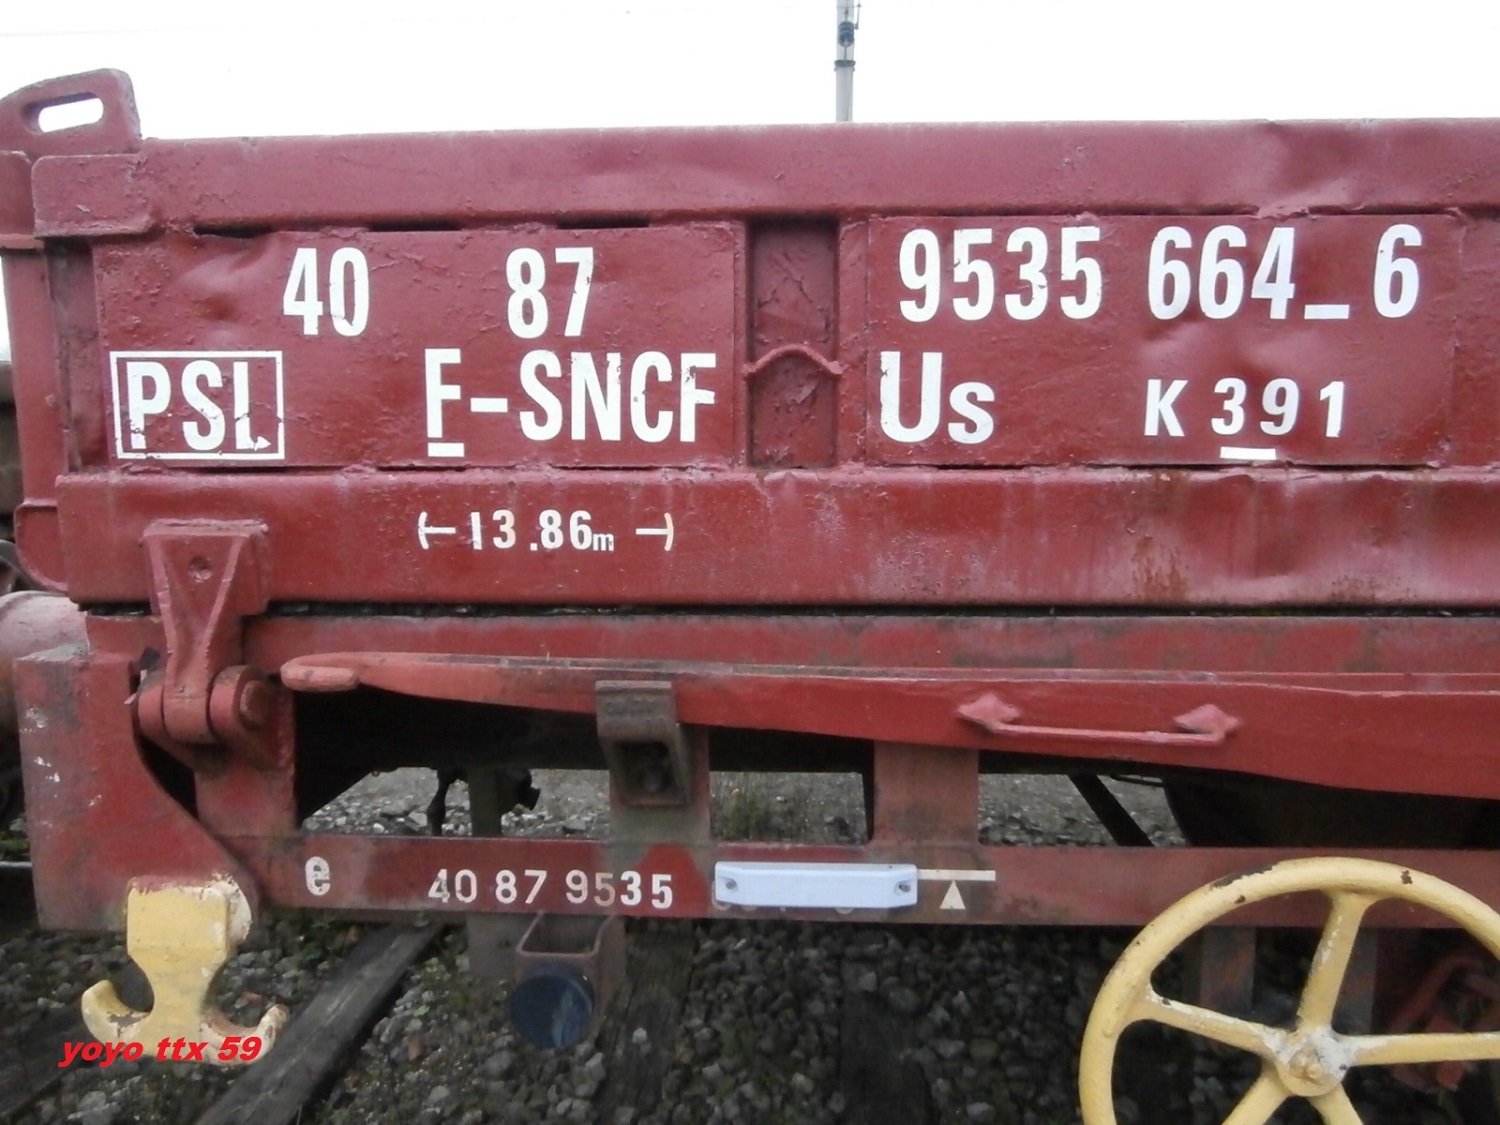 40 87 9535 664_6
PSL F-SNCF Us K 391
13.86m
e 40 87 9535
yoyo ttx 59